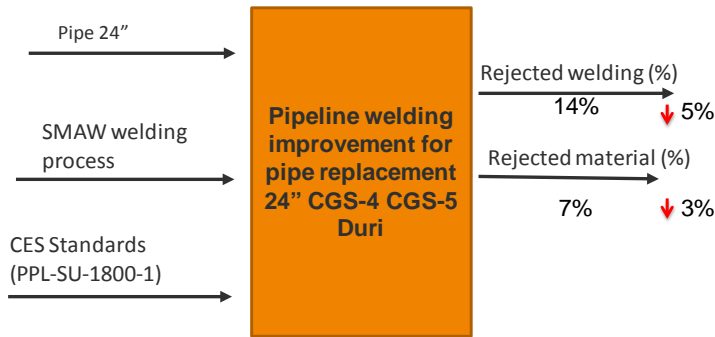 Pipe 24”
SMAW welding
process
CES Standards
(PPL-SU-1800-1)
Pipeline welding
improvement for
pipe replacement
24” CGS-4 CGS-5
Duri
Rejected welding (%)
14%
5%
Rejected material (%)
7%
3%